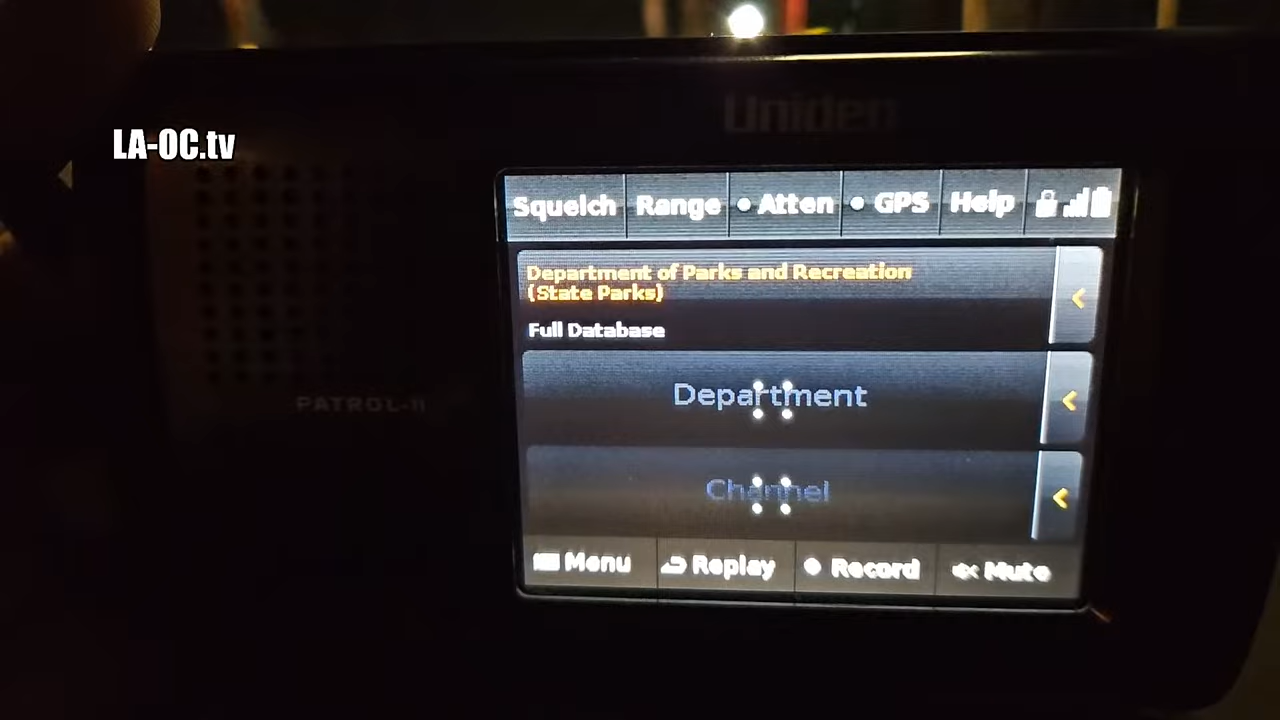 Uniden
LA-OC.tv
Squelch Range Atten GPS Help
Department of Parks and Recreation
(State Parks)
Full Database
Department
PATROL-II
Channel
Menu Replay Record Mute